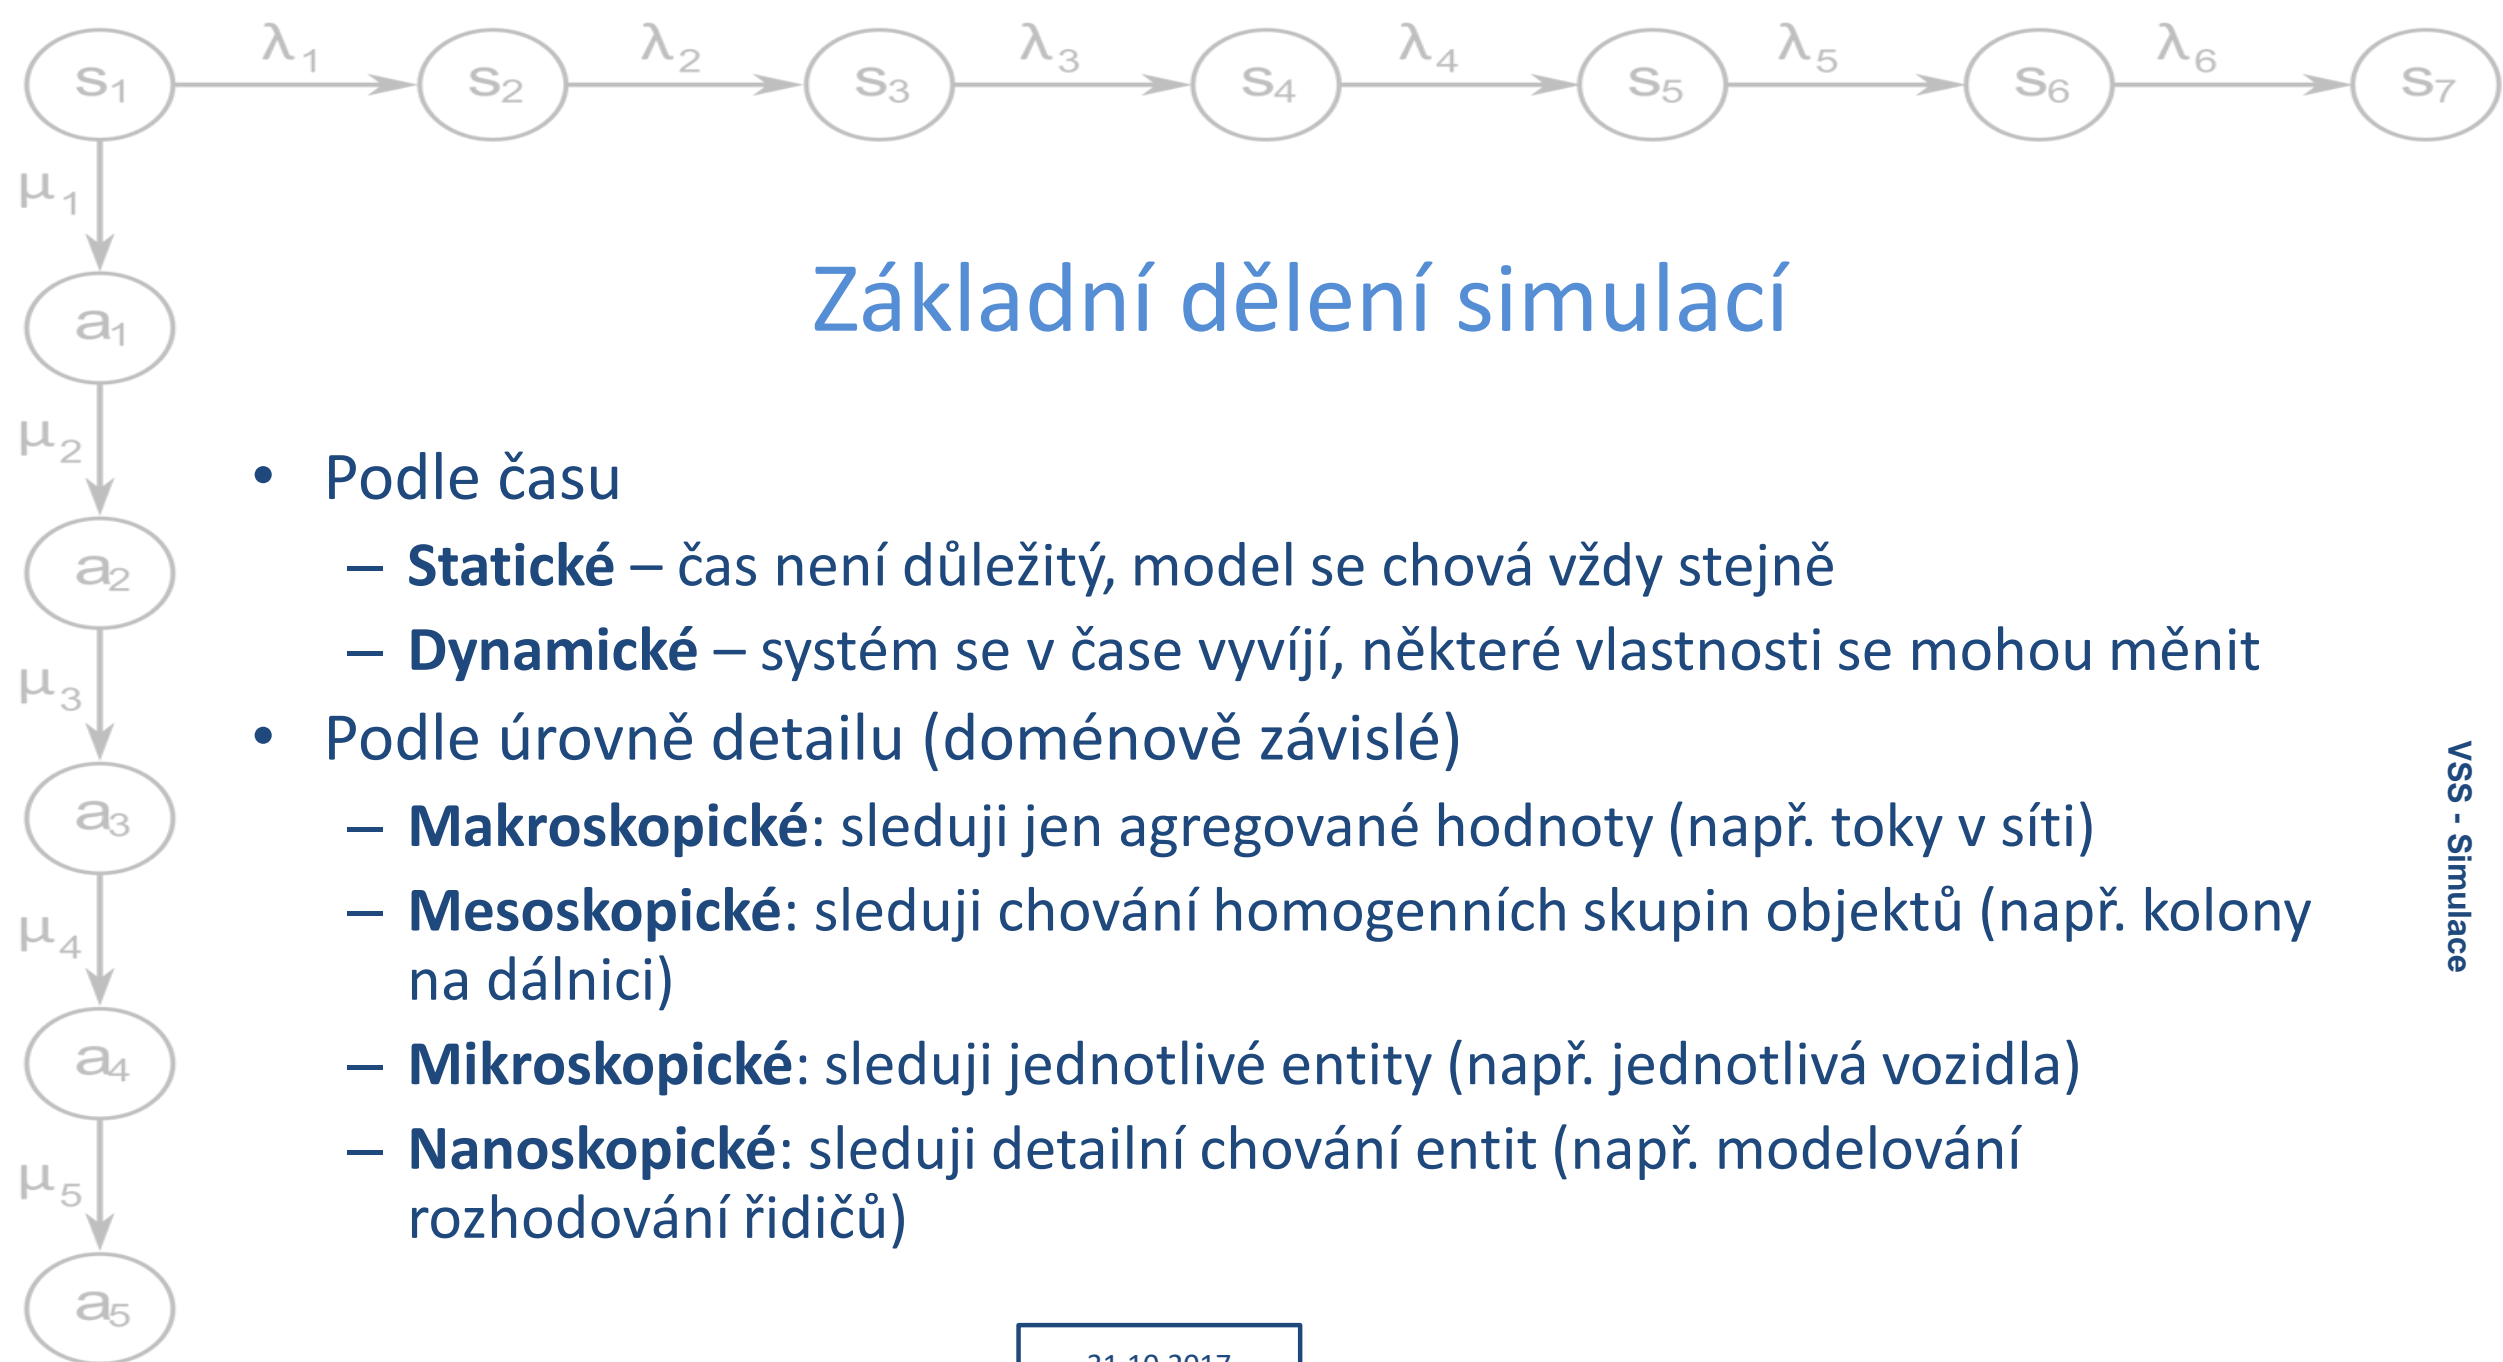 s1 λ1 s2 λ2 s3 λ3 s4 λ4 s5 λ5 s6 λ6 s7
μ1
a1
μ2
a2
μ3
a3
μ4
a4
μ5
a5
Základní dělení simulací
• Podle času
– Statické – čas není důležitý, model se chová vždy stejně
– Dynamické – systém se v čase vyvíjí, některé vlastnosti se mohou měnit
• Podle úrovně detailu (doménově závislé)
– Makroskopické: sleduji jen agregované hodnoty (např. toky v síti)
– Mesoskopické: sleduji chování homogenních skupin objektů (např. kolony
na dálnici)
– Mikroskopické: sleduji jednotlivé entity (např. jednotlivá vozidla)
– Nanoskopické: sleduji detailní chování entit (např. modelování
rozhodování řidičů)
VSS - Simulace